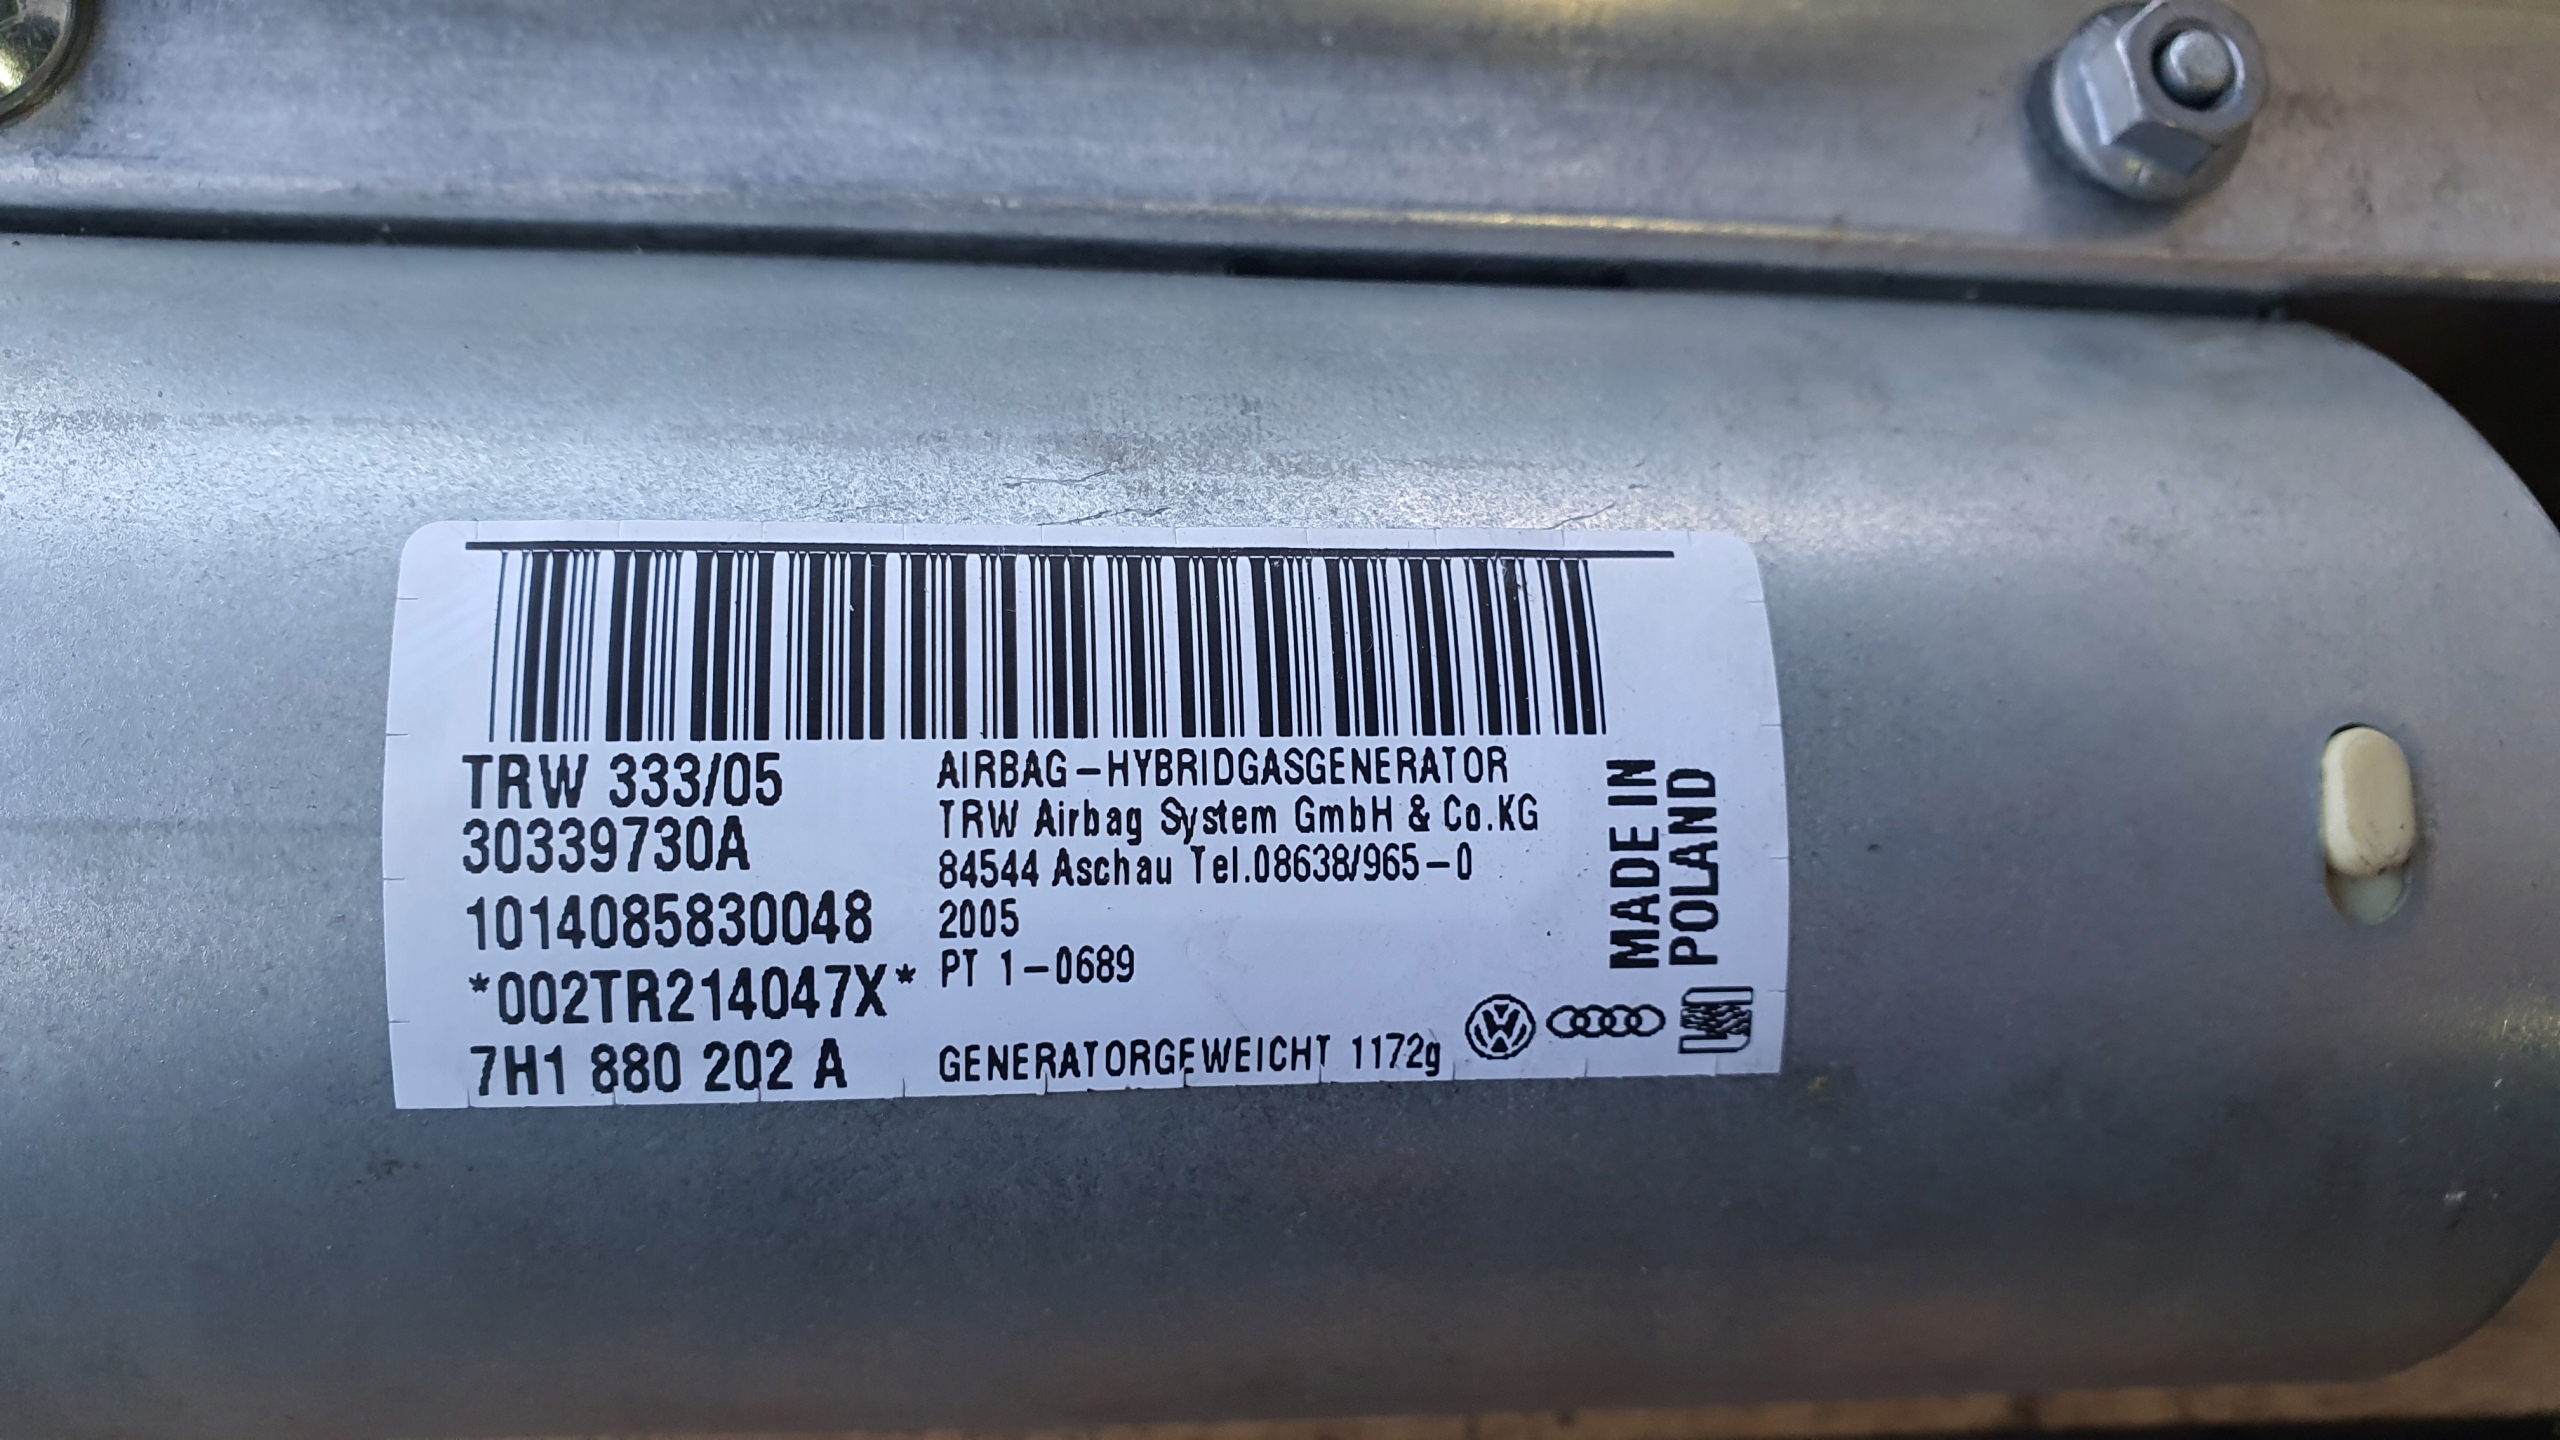 TRW 333/05
30339730A
1014085830048
*002TR214047X*
7H1 880 202 A
AIRBAG-HYBRIDGASGENERATOR
TRW Airbag System GmbH & Co.KG
84544 Aschau Tel.08638/965-0
2005
PT 1-0689
GENERATORGEWEICHT 1172g
MADE IN
POLAND